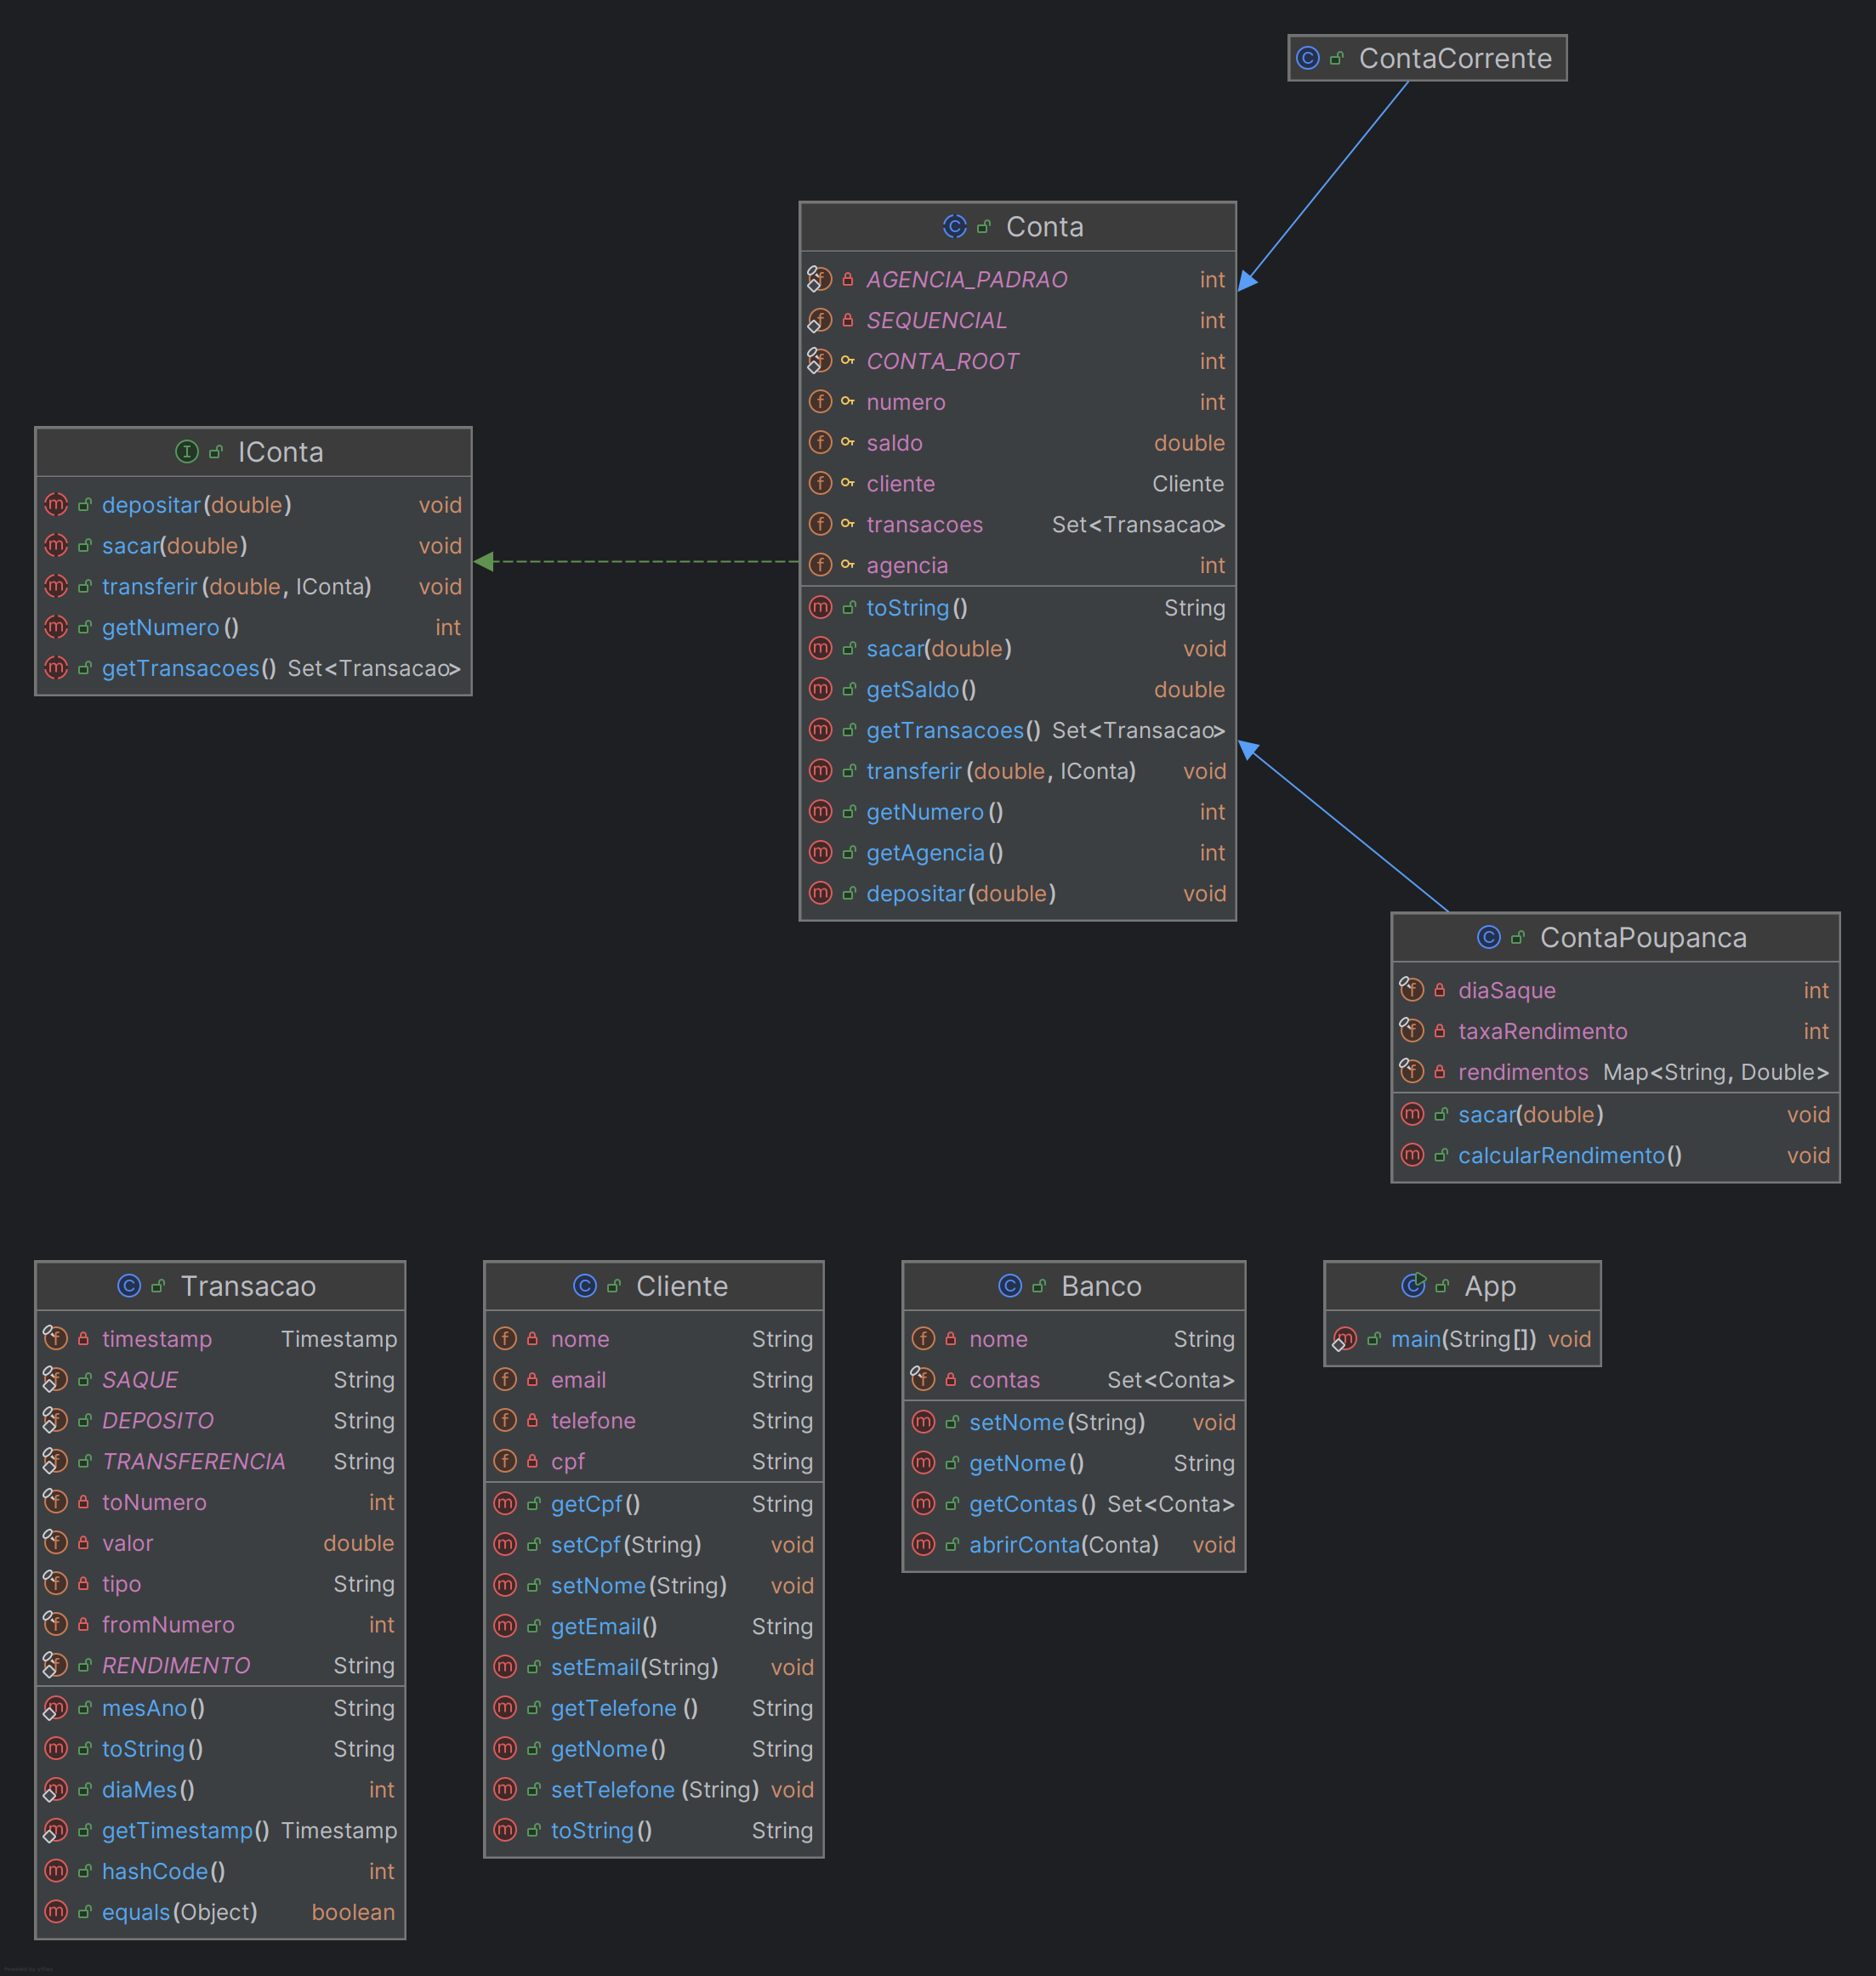 ContaCorrente
Conta
AGENCIA_PADRAO int
SEQUENCIAL int
CONTA_ROOT int
numero int
saldo double
cliente Cliente
transacoes Set<Transacao>
agencia int
toString() String
sacar(double) void
getSaldo() double
getTransacoes() Set<Transacao>
transferir(double, IConta) void
getNumero() int
getAgencia() int
depositar(double) void
IConta
depositar(double) void
sacar(double) void
transferir(double, IConta) void
getNumero() int
getTransacoes() Set<Transacao>
ContaPoupanca
diaSaque int
taxaRendimento int
rendimentos Map<String, Double>
sacar(double) void
calcularRendimento() void
Transacao
timestamp Timestamp
SAQUE String
DEPOSITO String
TRANSFERENCIA String
toNumero int
valor double
tipo String
fromNumero int
RENDIMENTO String
mesAno() String
toString() String
diaMes() int
getTimestamp() Timestamp
hashCode() int
equals(Object) boolean
Cliente
nome String
email String
telefone String
cpf String
getCpf() String
setCpf(String) void
setNome(String) void
getEmail() String
setEmail(String) void
getTelefone() String
getNome() String
setTelefone(String) void
toString() String
Banco
nome String
contas Set<Conta>
setNome(String) void
getNome() String
getContas() Set<Conta>
abrirConta(Conta) void
App
main(String[]) void
Powered by yFiles